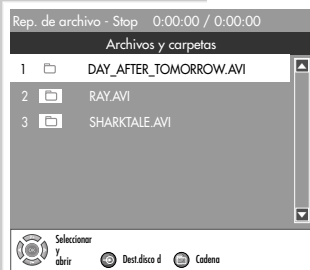 Rep. de archivo - Stop 0:00:00 / 0:00:00
Archivos y carpetas
1 DAY_AFTER_TOMORROW.AVI
2 RAY.AVI
3 SHARKTALE.AVI
Seleccionar
y
abrir
Dest.disco d
Cadena